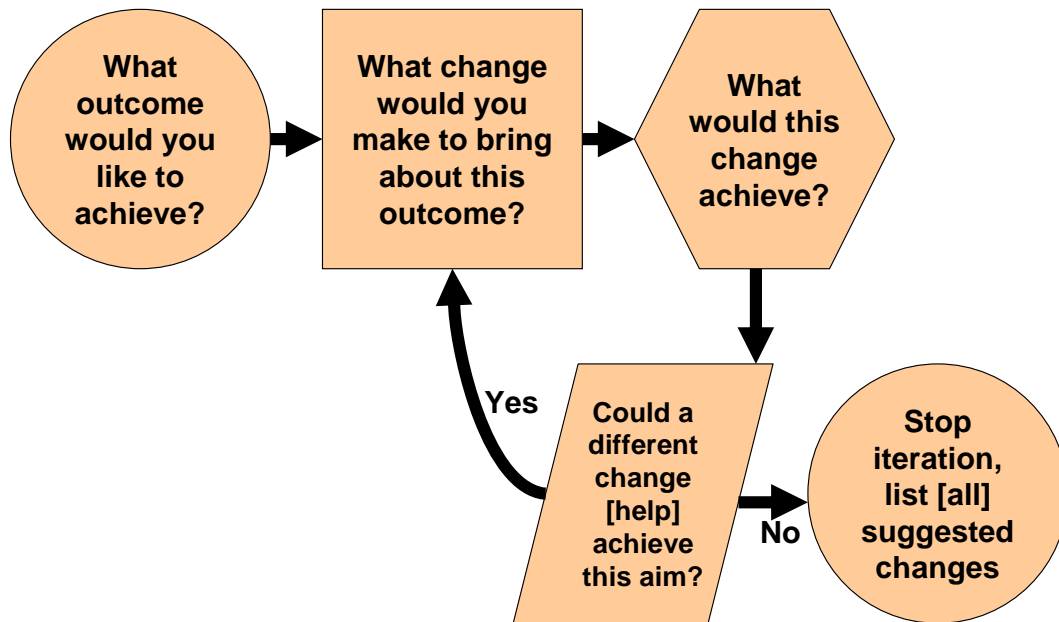 What
outcome
would you
like to
achieve?
What change
would you
make to bring
about this
outcome?
What
would this
change
achieve?
Yes
Could a
different
change
[help]
achieve
this aim?
No
Stop
iteration,
list [all]
suggested
changes